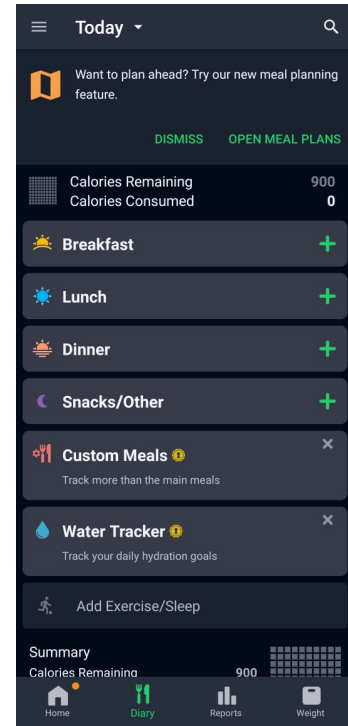 Today
Want to plan ahead? Try our new meal planning
feature.
DISMISS OPEN MEAL PLANS
Calories Remaining 900
Calories Consumed 0
Breakfast
Lunch
Dinner
Snacks/Other
Custom Meals
Track more than the main meals
Water Tracker
Track your daily hydration goals
Add Exercise/Sleep
Summary
Calories Remaining 900
Home Diary Reports Weight